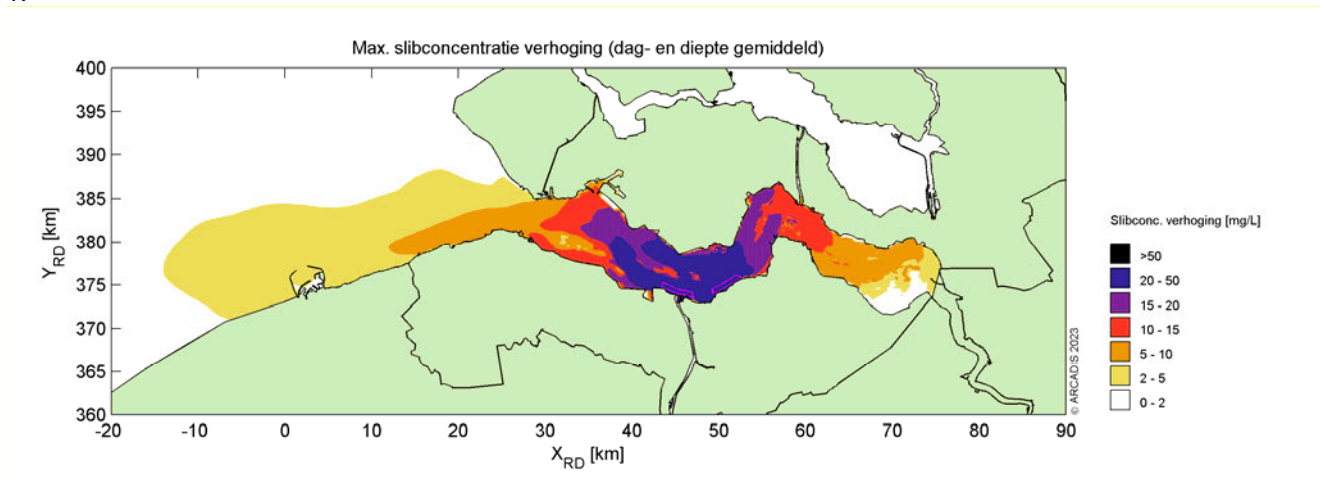 Max. slibconcentratie verhoging (dag- en diepte gemiddeld)
400
395
390
385
380
375
370
365
360
Y_RD [km]
-20 -10 0 10 20 30 40 50 60 70 80 90
X_RD [km]
© ARCADIS 2023
Slibconc. verhoging [mg/L]
>50
20 - 50
15 - 20
10 - 15
5 - 10
2 - 5
0 - 2